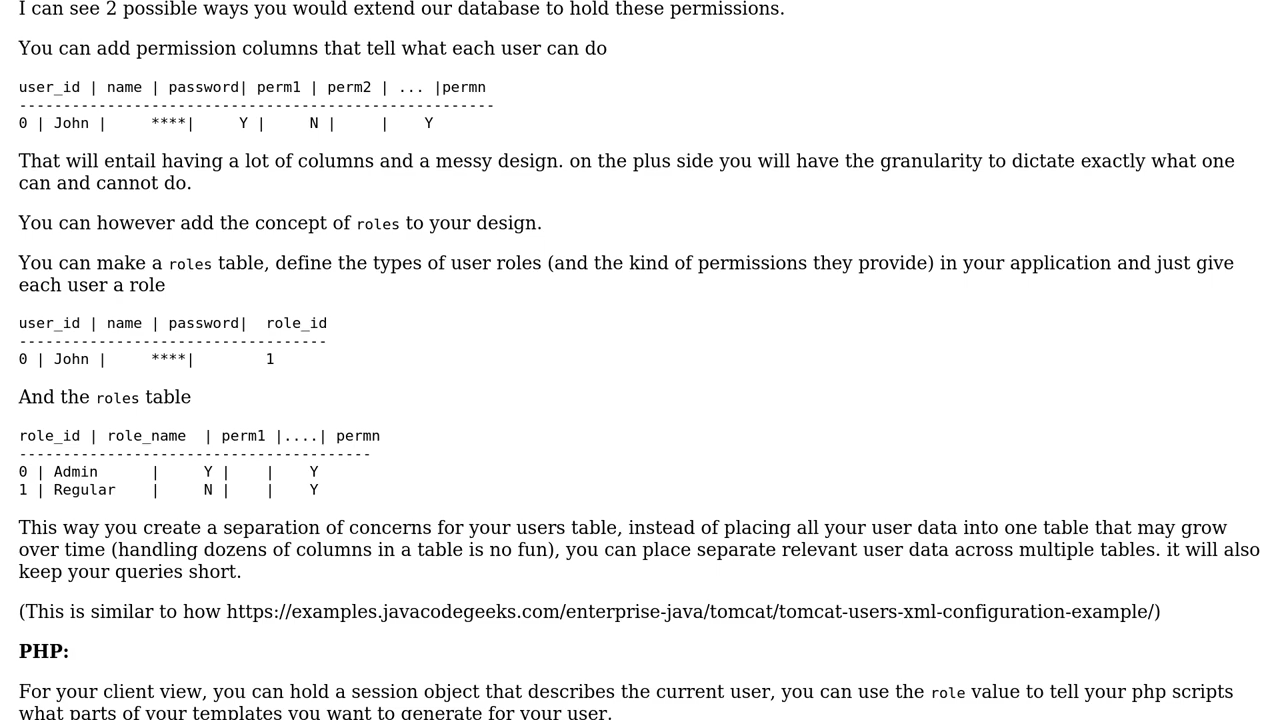 I can see 2 possible ways you would extend our database to hold these permissions.
You can add permission columns that tell what each user can do
user_id | name | password| perm1 | perm2 | ... |permn
------------------------------------------------------
0 | John |     ****|     Y |     N |     |    Y
That will entail having a lot of columns and a messy design. on the plus side you will have the granularity to dictate exactly what one
can and cannot do.
You can however add the concept of roles to your design.
You can make a roles table, define the types of user roles (and the kind of permissions they provide) in your application and just give
each user a role
user_id | name | password|  role_id
-----------------------------------
0 | John |     ****|        1
And the roles table
role_id | role_name  | perm1 |....| permn
----------------------------------------
0 | Admin      |     Y |    |    Y
1 | Regular    |     N |    |    Y
This way you create a separation of concerns for your users table, instead of placing all your user data into one table that may grow
over time (handling dozens of columns in a table is no fun), you can place separate relevant user data across multiple tables. it will also
keep your queries short.
(This is similar to how https://examples.javacodegeeks.com/enterprise-java/tomcat/tomcat-users-xml-configuration-example/)
PHP:
For your client view, you can hold a session object that describes the current user, you can use the role value to tell your php scripts
what parts of your templates you want to generate for your user.